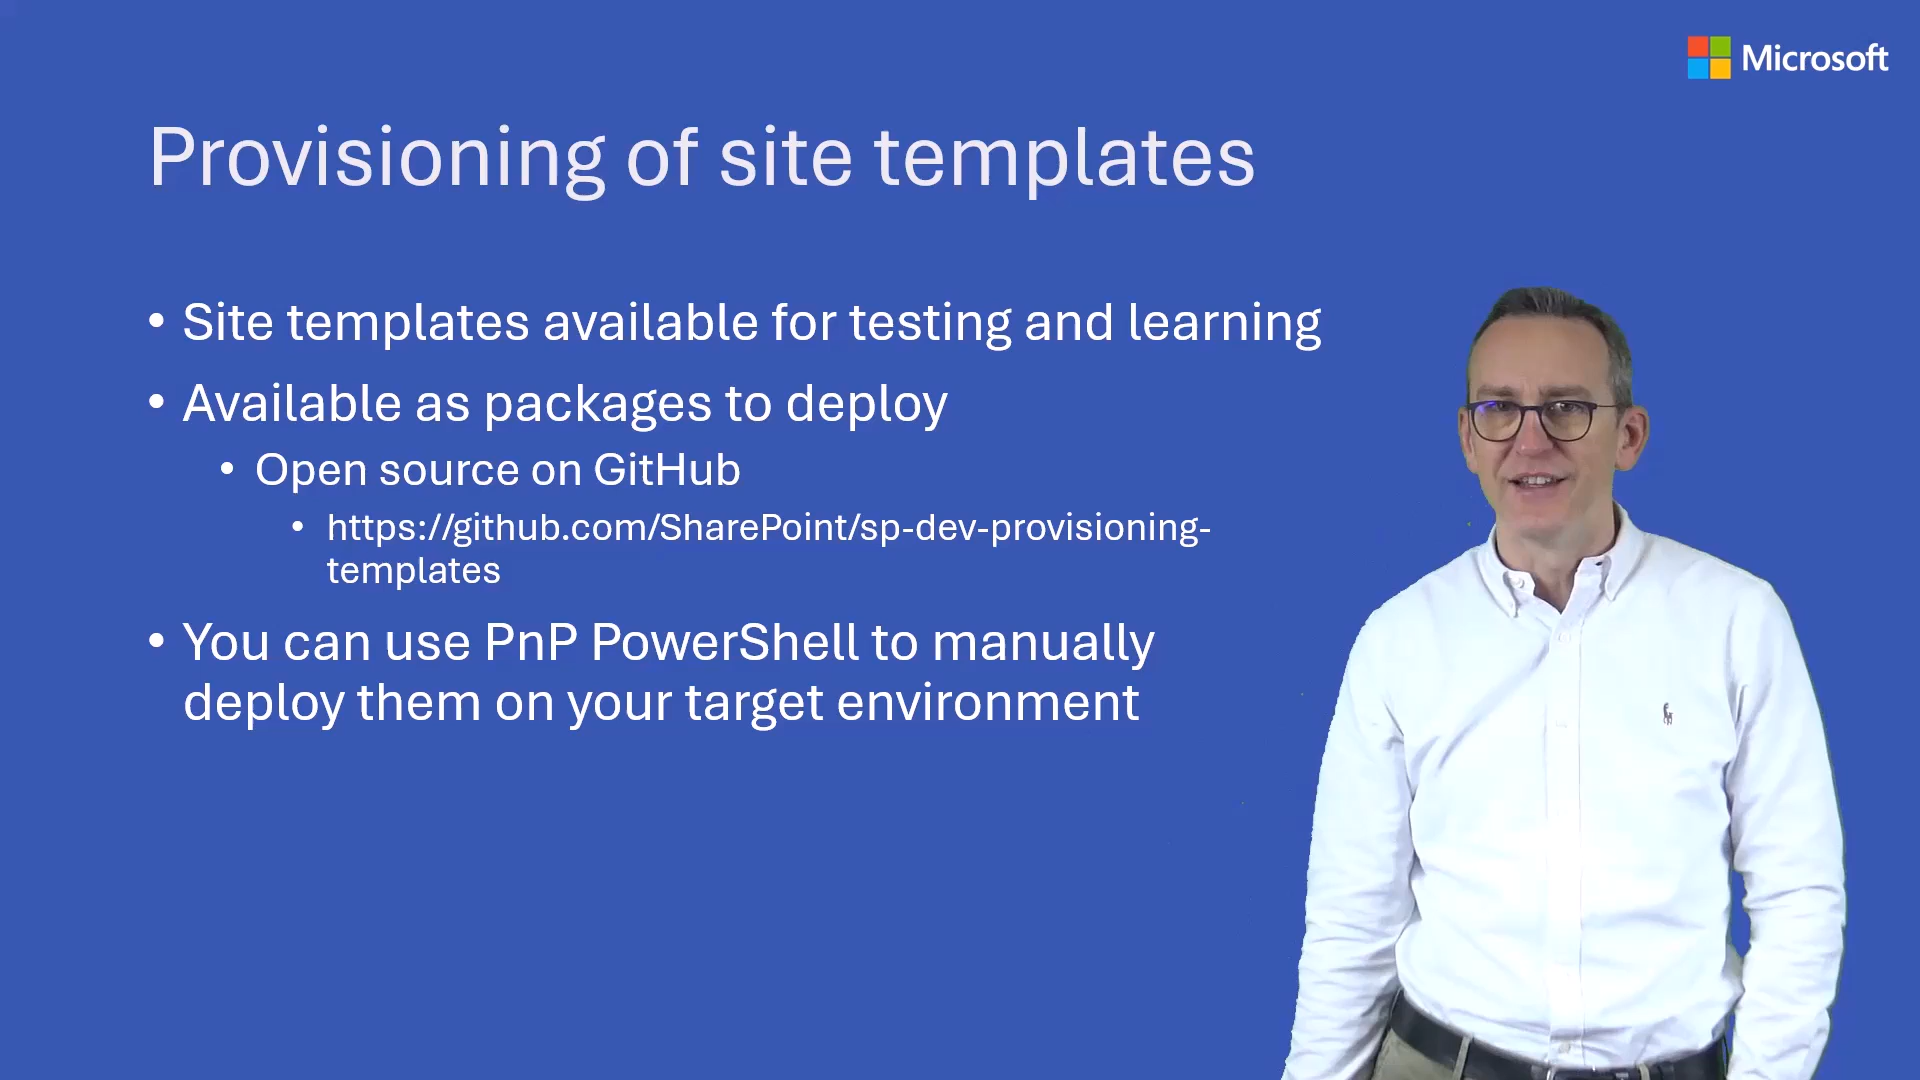 Microsoft
Provisioning of site templates
• Site templates available for testing and learning
• Available as packages to deploy
• Open source on GitHub
• https://github.com/SharePoint/sp-dev-provisioning-
templates
• You can use PnP PowerShell to manually
deploy them on your target environment